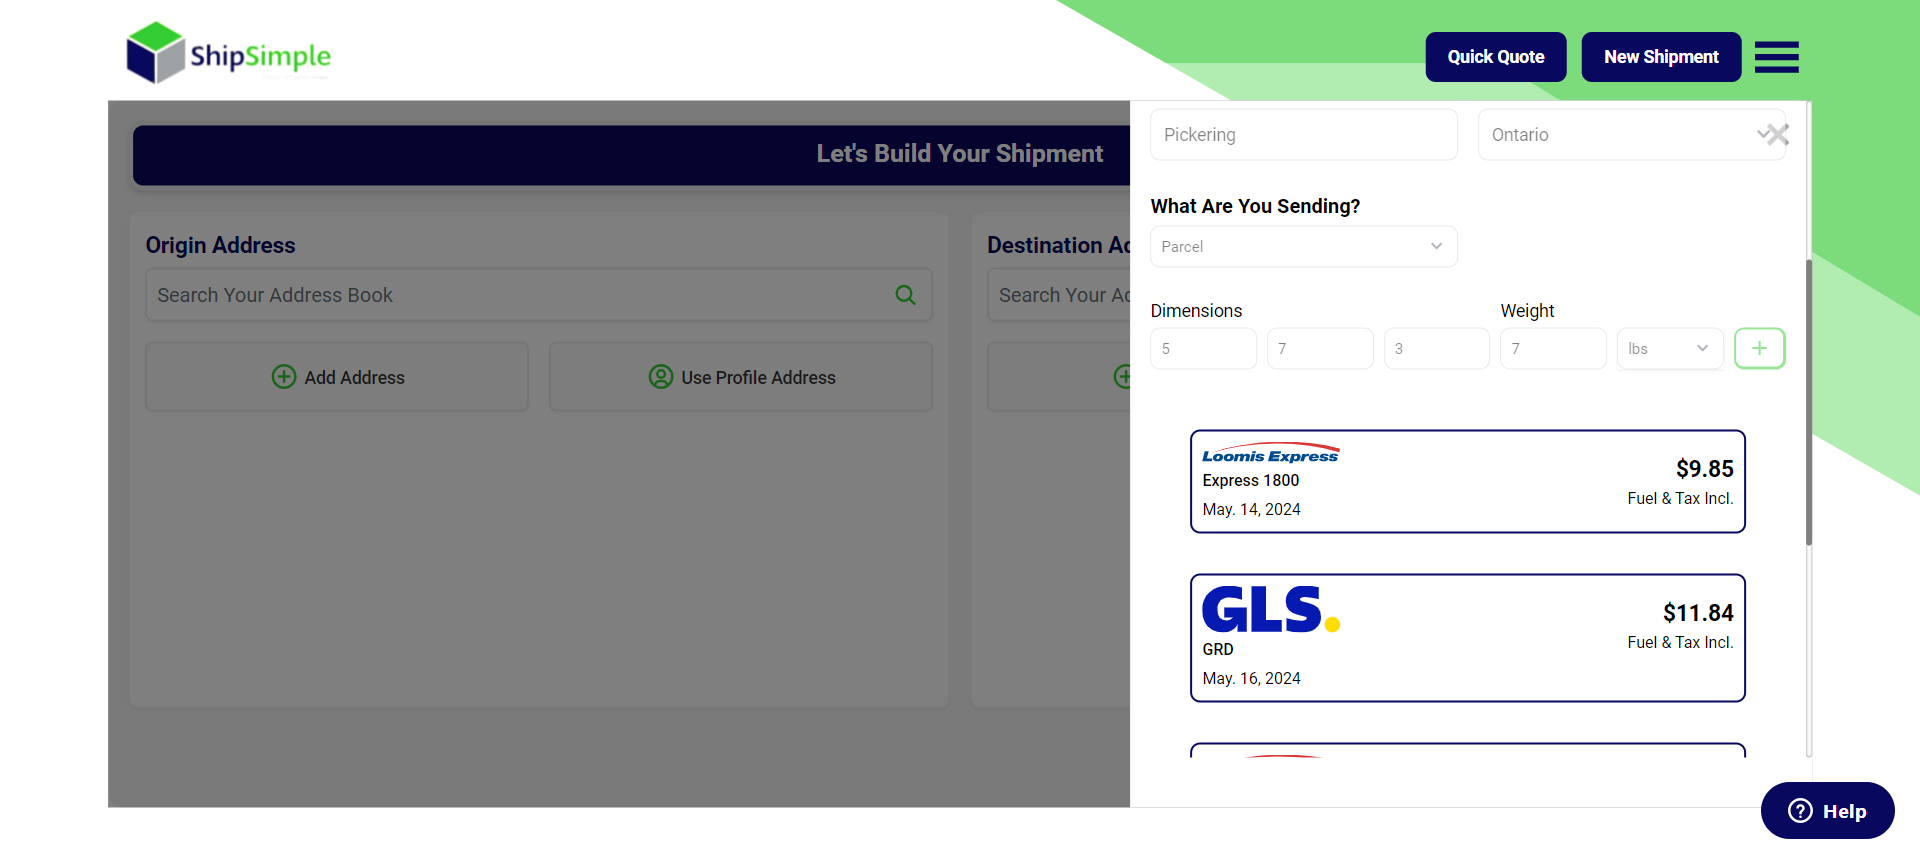 ShipSimple
Quick Quote
New Shipment
Let's Build Your Shipment
Origin Address
Search Your Address Book
Add Address
Use Profile Address
Destination Ad
Search Your Ad
Pickering
Ontario
What Are You Sending?
Parcel
Dimensions
Weight
5
7
3
7
lbs
Loomis Express
Express 1800
May. 14, 2024
$9.85
Fuel & Tax Incl.
GLS.
GRD
May. 16, 2024
$11.84
Fuel & Tax Incl.
Help